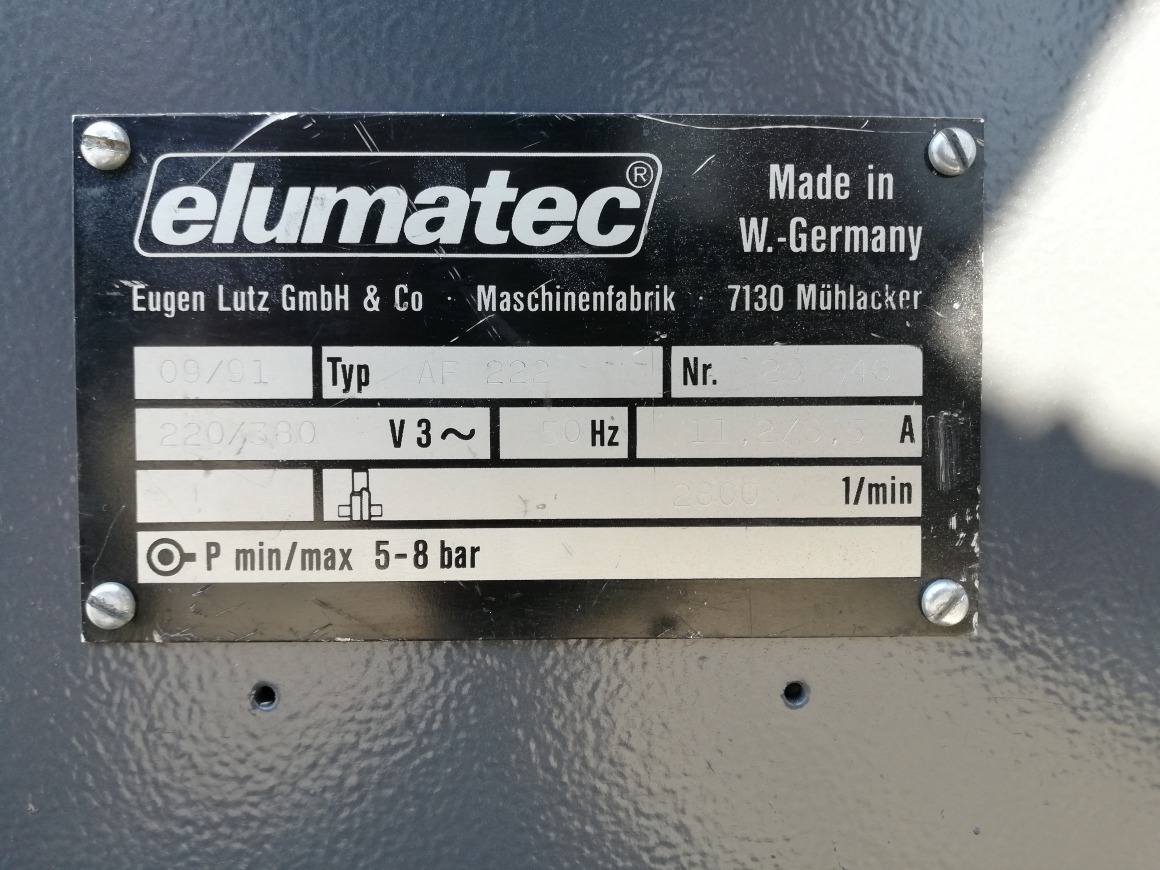 elumatec®
Made in
W.-Germany
Eugen Lutz GmbH & Co · Maschinenfabrik · 7130 Mühlacker
09/91 Typ AF 222 Nr.
220/380 V 3~ 50 Hz A
2800 1/min
P min/max 5-8 bar